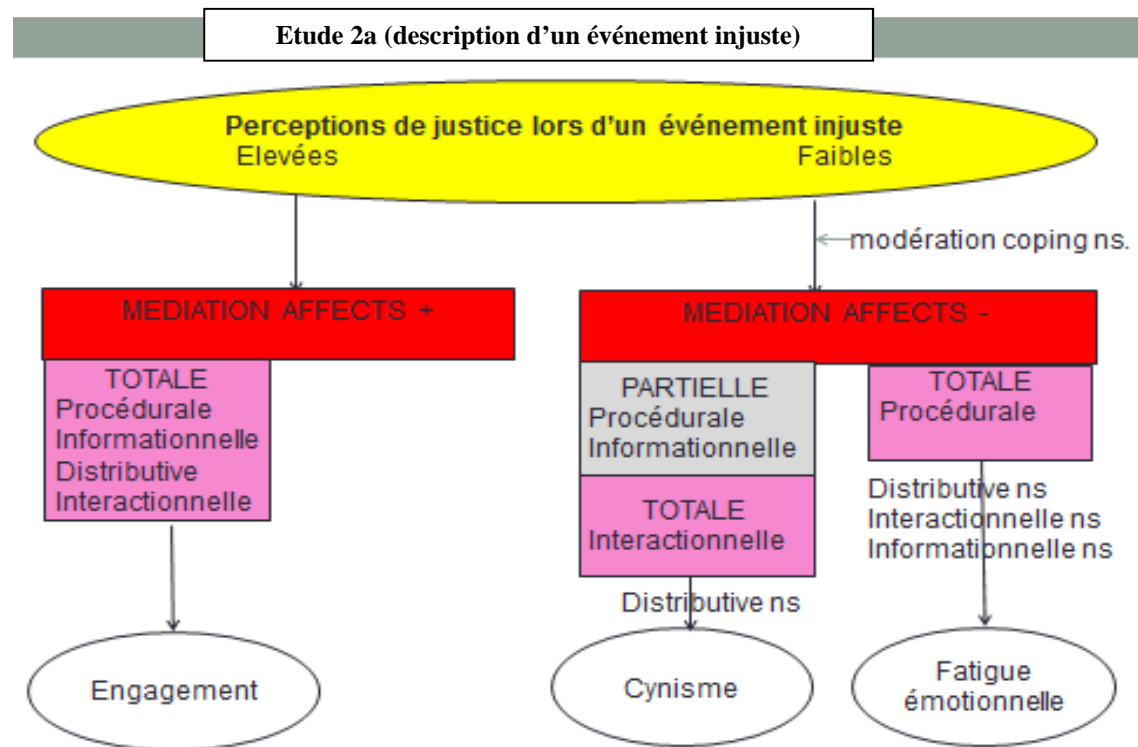 Etude 2a (description d'un événement injuste)
Perceptions de justice lors d'un événement injuste
Elevées Faibles
modération coping ns.
MEDIATION AFFECTS +
TOTALE
Procédurale
Informationnelle
Distributive
Interactionnelle
Engagement
MEDIATION AFFECTS -
PARTIELLE
Procédurale
Informationnelle
TOTALE
Interactionnelle
Distributive ns
Cynisme
TOTALE
Procédurale
Distributive ns
Interactionnelle ns
Informationnelle ns
Fatigue
émotionnelle